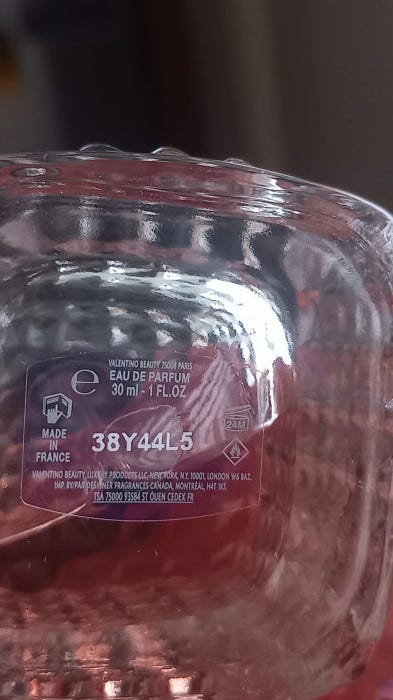 VALENTINO BEAUTY 75008 PARIS
℮ EAU DE PARFUM
30 ml - 1 FL.OZ
24M
MADE
IN
FRANCE
38Y44L5
VALENTINO BEAUTY, LUXURY PRODUCTS LLC, NEW YORK, N.Y. 10001, LONDON W6 8AZ,
IMP. BY/PAR DESIGNER FRAGRANCES CANADA, MONTRÉAL, H4T 1K5.
TSA 75000 93584 ST OUEN CEDEX FR